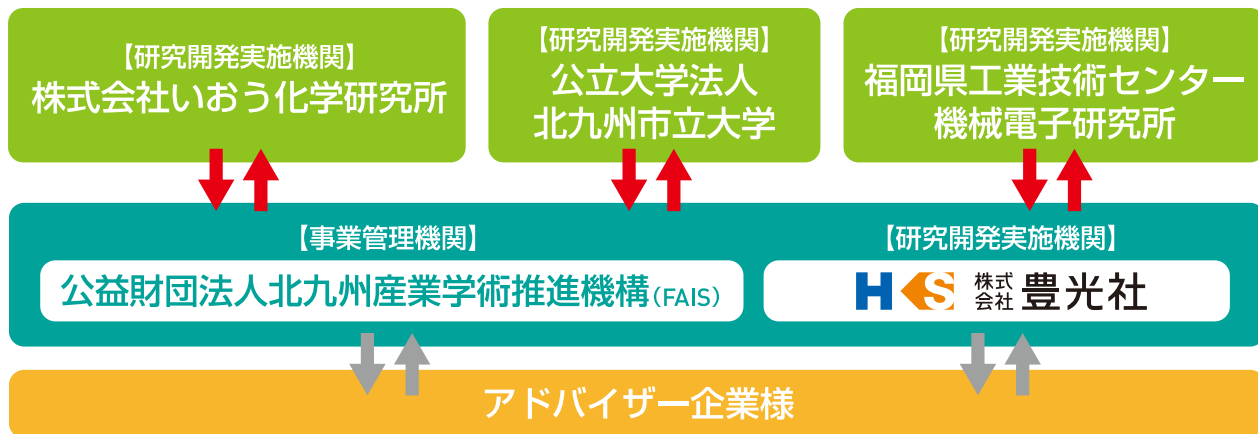 【研究開発実施機関】
株式会社いおう化学研究所
【研究開発実施機関】
公立大学法人
北九州市立大学
【研究開発実施機関】
福岡県工業技術センター
機械電子研究所
【事業管理機関】
公益財団法人北九州産業学術推進機構(FAIS)
【研究開発実施機関】
HKS 株式会社 豊光社
アドバイザー企業様